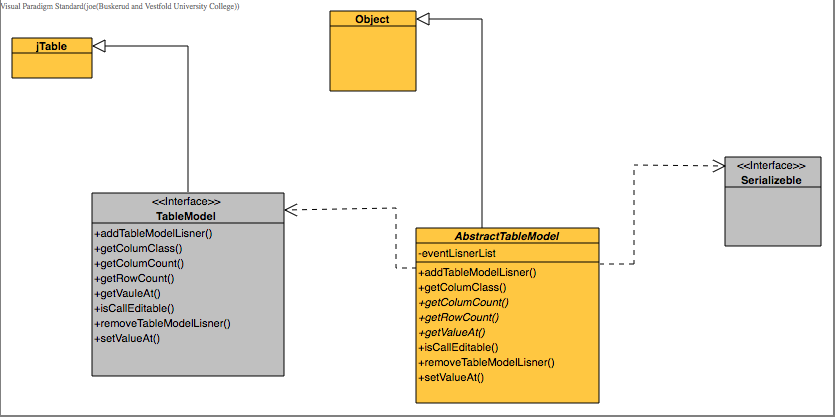 Visual Paradigm Standard(joe(Buskerud and Vestfold University College))
jTable
Object
<<Interface>>
TableModel
+addTableModelLisner()
+getColumClass()
+getColumCount()
+getRowCount()
+getVauleAt()
+isCallEditable()
+removeTableModelLisner()
+setValueAt()
AbstractTableModel
-eventLisnerList
+addTableModelLisner()
+getColumClass()
+getColumCount()
+getRowCount()
+getValueAt()
+isCallEditable()
+removeTableModelLisner()
+setValueAt()
<<Interface>>
Serializeble